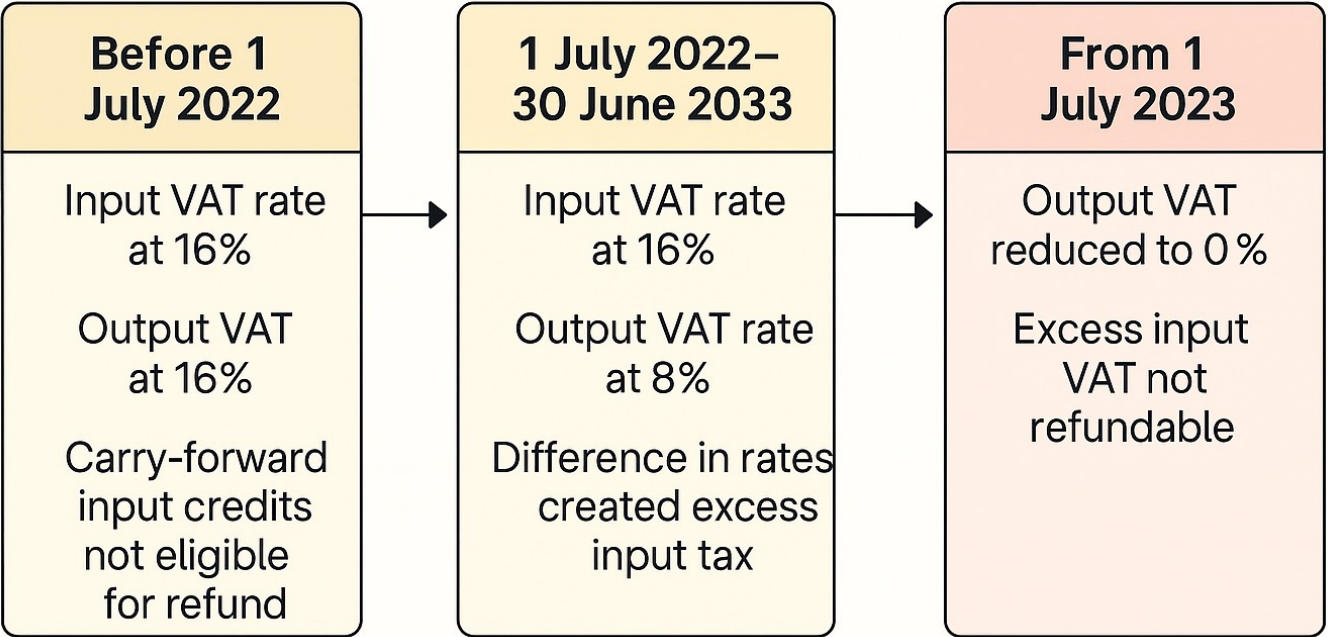 Before 1
July 2022
Input VAT rate
at 16%
Output VAT
at 16%
Carry-forward
input credits
not eligible
for refund
1 July 2022–
30 June 2033
Input VAT rate
at 16%
Output VAT rate
at 8%
Difference in rates
created excess
input tax
From 1
July 2023
Output VAT
reduced to 0 %
Excess input
VAT not
refundable